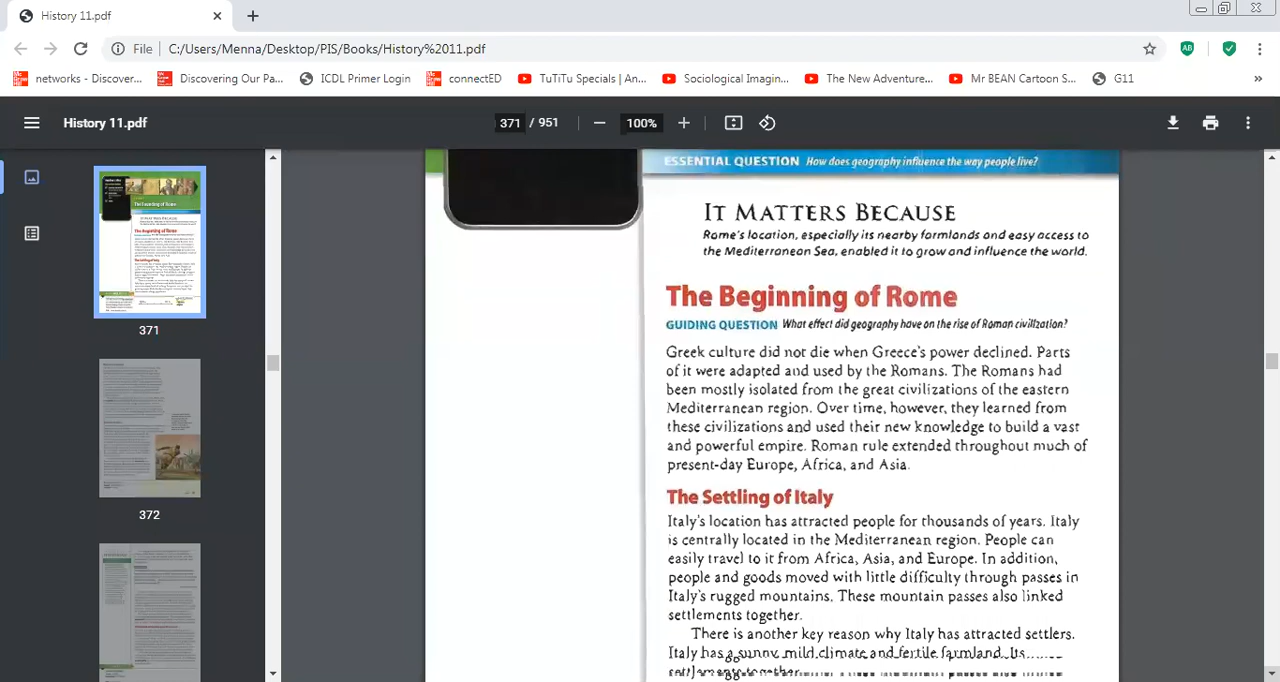 History 11.pdf
File
C:/Users/Menna/Desktop/PIS/Books/History%2011.pdf
networks - Discover...
Discovering Our Pa...
ICDL Primer Login
ConnectED
TuTiTu Specials | An...
Sociological Imagin...
The New Adventure...
Mr BEAN Cartoon S...
G11
»
History 11.pdf
371 / 951
100%
371
372
ESSENTIAL QUESTION How does geography influence the way people live?
IT MATTERS BECAUSE
Rome's location, especially nearby farmlands and easy access to
the Mediterranean Sea, allowed it to grow and influence the world.
The Beginning of Rome
GUIDING QUESTION What effect did geography have on the rise of Roman civilization?
Greek culture did not die when Greece's power declined. Parts
of it were adapted and used by the Romans. The Romans had
been mostly isolated from the great civilizations of the eastern
Mediterranean region. Over time, however, they learned from
these civilizations and used their new knowledge to build a vast
and powerful empire. Roman rule extended throughout much of
present-day Europe, Africa, and Asia.
The Settling of Italy
Italy's location has attracted people for thousands of years. Italy
is centrally located in the Mediterranean region. People can
easily travel to it from Africa, Asia, and Europe. In addition,
people and goods move with little difficulty through passes in
Italy's rugged mountains. These mountain passes also linked
settlements together.
There is another key reason why Italy has attracted settlers.
Italy has a sunny, mild climate and fertile farmland. Its